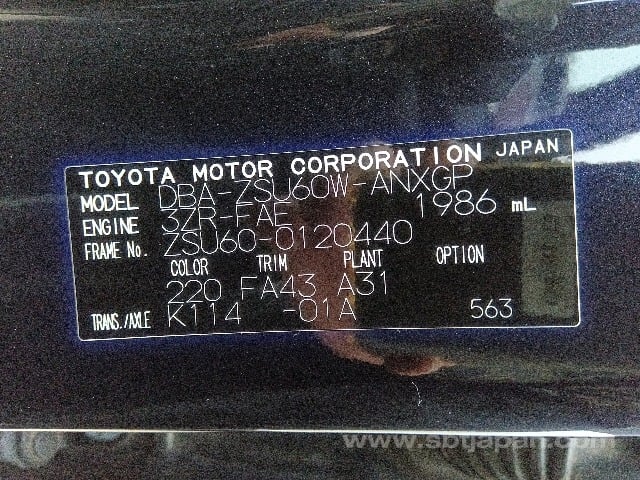 TOYOTA MOTOR CORPORATION JAPAN
MODEL DBA-ZSU60W-ANXGP
ENGINE 3ZR-FAE 1986 mL
FRAME No. ZSU60-0120440
COLOR TRIM PLANT OPTION
220 FA43 A31
TRANS./AXLE K114 -01A 563
www.sbtjapan.com